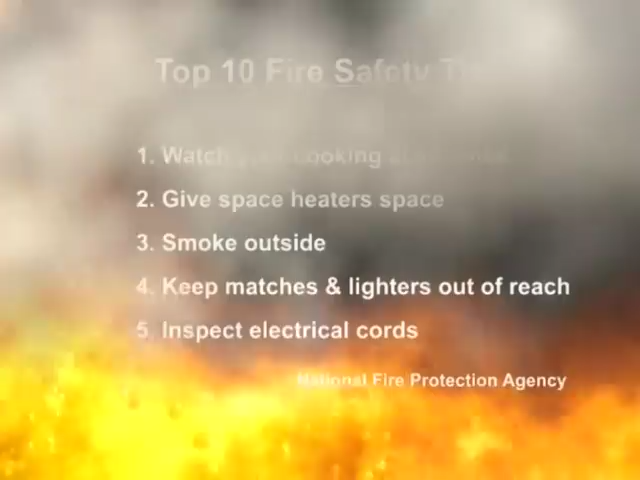 Top 10 Fire Safety
1. Watch cooking
2. Give space heaters space
3. Smoke outside
4. Keep matches & lighters out of reach
5. Inspect electrical cords
National Fire Protection Agency